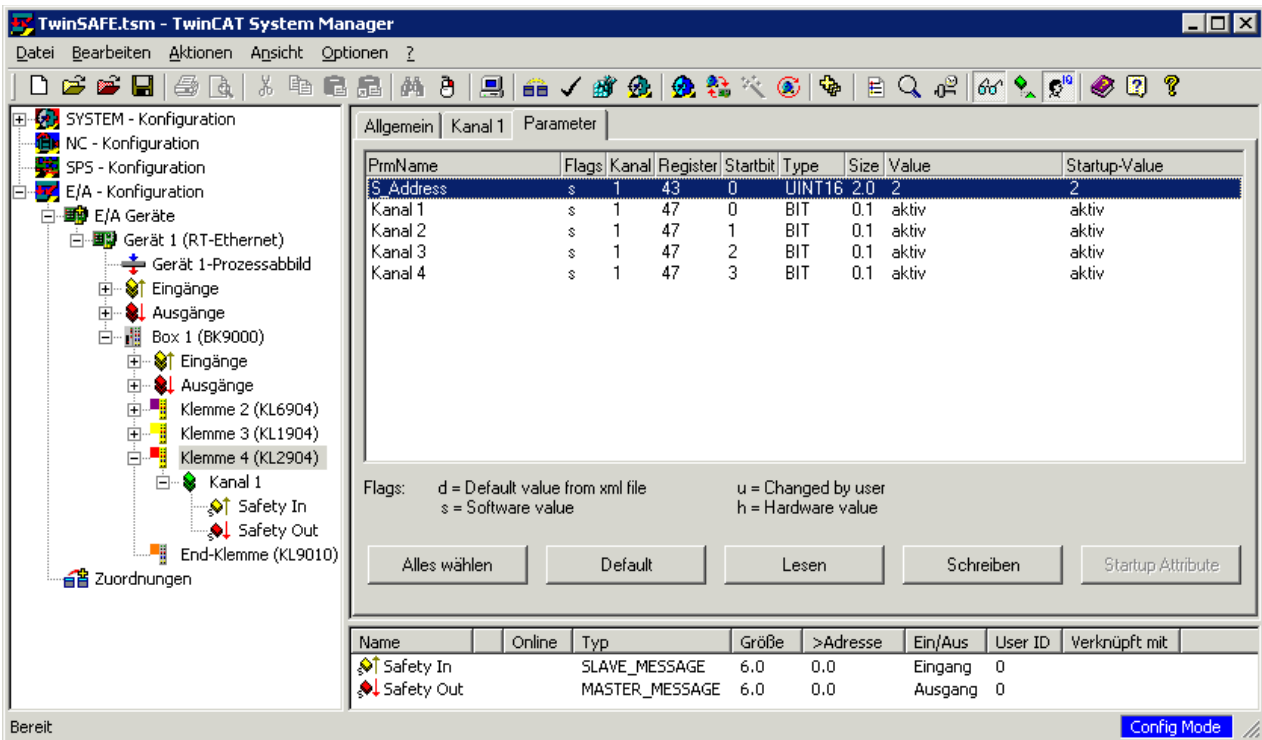 TwinSAFE.tsm - TwinCAT System Manager
Datei Bearbeiten Aktionen Ansicht Optionen ?
SYSTEM - Konfiguration
NC - Konfiguration
SPS - Konfiguration
E/A - Konfiguration
E/A Geräte
Gerät 1 (RT-Ethernet)
Gerät 1-Prozessabbild
Eingänge
Ausgänge
Box 1 (BK9000)
Eingänge
Ausgänge
Klemme 2 (KL6904)
Klemme 3 (KL1904)
Klemme 4 (KL2904)
Kanal 1
Safety In
Safety Out
End-Klemme (KL9010)
Zuordnungen
Allgemein Kanal 1 Parameter
PrmName Flags Kanal Register Startbit Type Size Value Startup-Value
S_Address s 1 43 0 UINT16 2.0 2 2
Kanal 1 s 1 47 0 BIT 0.1 aktiv aktiv
Kanal 2 s 1 47 1 BIT 0.1 aktiv aktiv
Kanal 3 s 1 47 2 BIT 0.1 aktiv aktiv
Kanal 4 s 1 47 3 BIT 0.1 aktiv aktiv
Flags: d = Default value from xml file u = Changed by user
s = Software value h = Hardware value
Alles wählen Default Lesen Schreiben Startup Attribute
Name Online Typ Größe >Adresse Ein/Aus User ID Verknüpft mit
Safety In SLAVE_MESSAGE 6.0 0.0 Eingang 0
Safety Out MASTER_MESSAGE 6.0 0.0 Ausgang 0
Bereit Config Mode